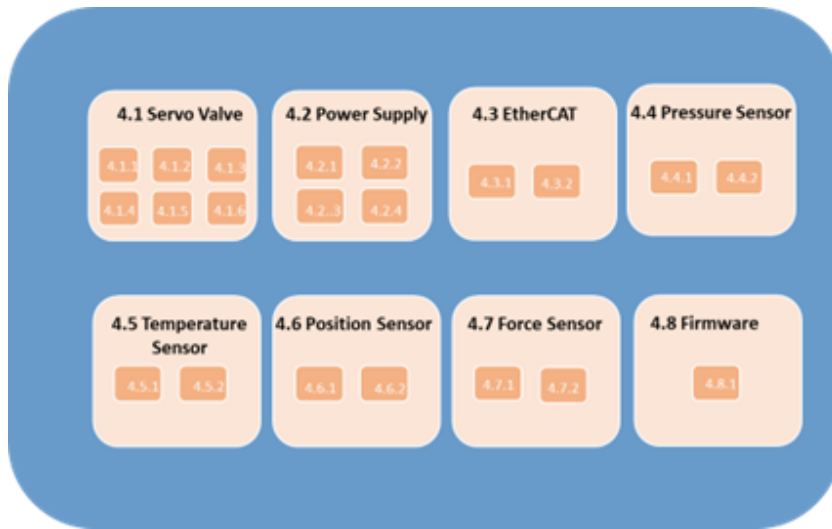 4.1 Servo Valve
4.1.1 4.1.2 4.1.3
4.1.4 4.1.5 4.1.6
4.2 Power Supply
4.2.1 4.2.2
4.2..3 4.2.4
4.3 EtherCAT
4.3.1 4.3.2
4.4 Pressure Sensor
4.4.1 4.4.2
4.5 Temperature
Sensor
4.5.1 4.5.2
4.6 Position Sensor
4.6.1 4.6.2
4.7 Force Sensor
4.7.1 4.7.2
4.8 Firmware
4.8.1